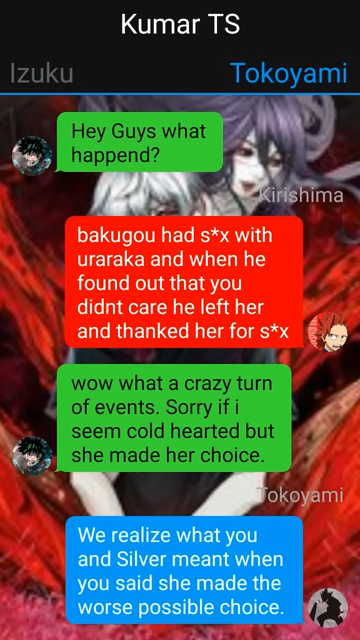 Kumar TS
Izuku
Tokoyami
Hey Guys what
happend?
Kirishima
bakugou had s*x with
uraraka and when he
found out that you
didnt care he left her
and thanked her for s*x
wow what a crazy turn
of events. Sorry if i
seem cold hearted but
she made her choice.
Tokoyami
We realize what you
and Silver meant when
you said she made the
worse possible choice.